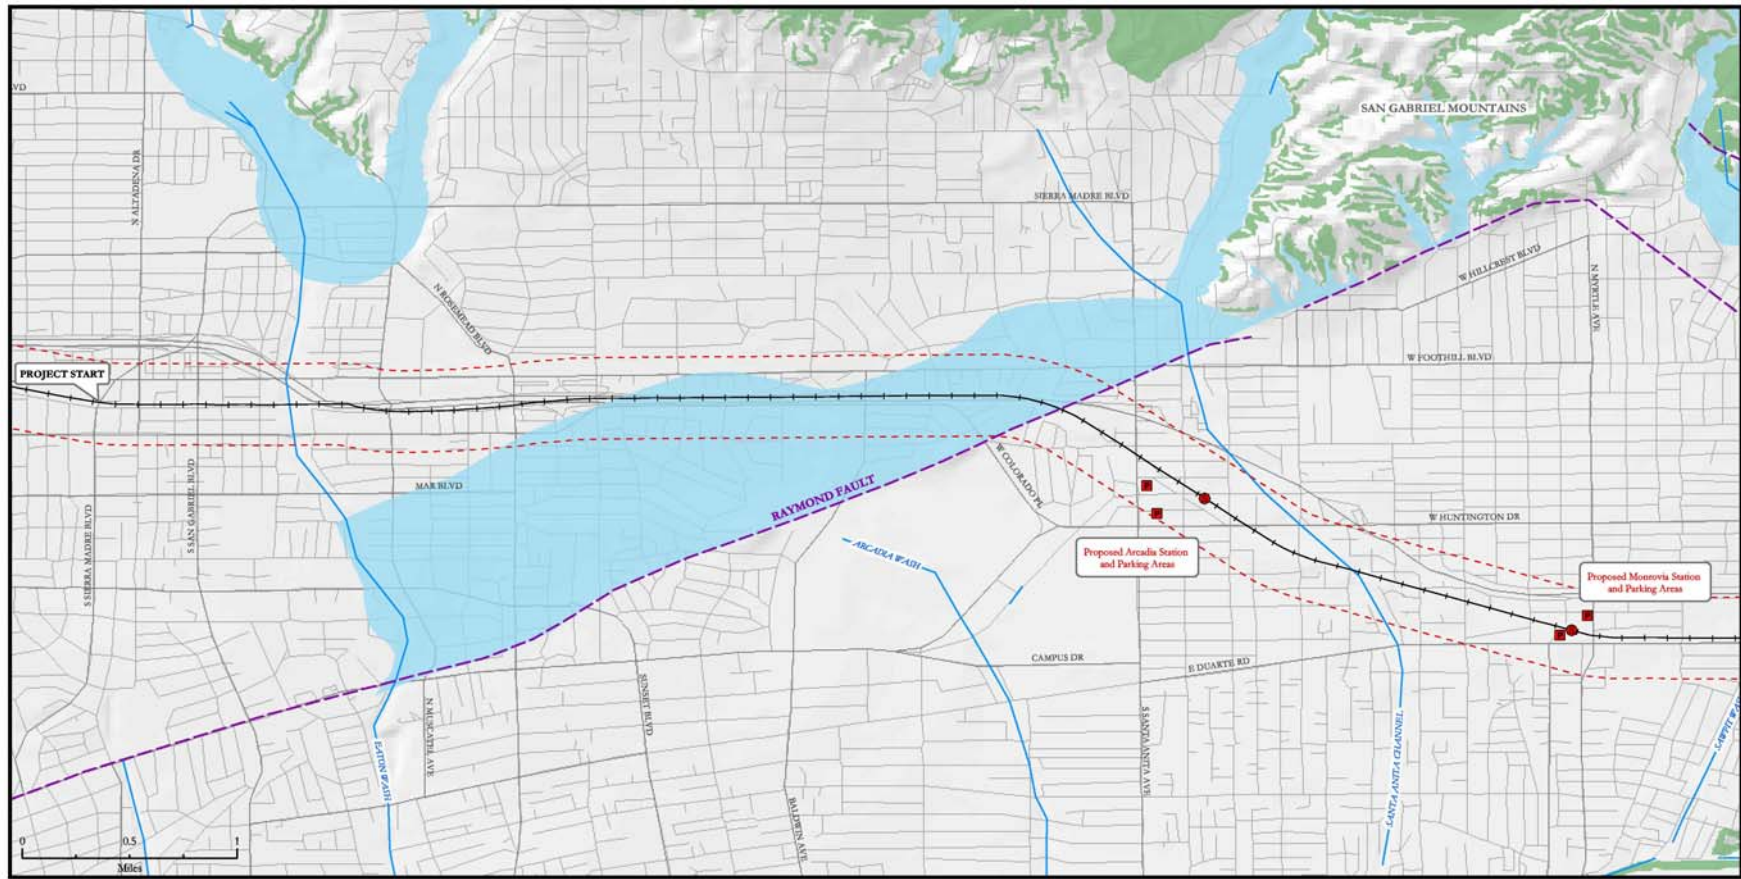 VD
SAN GABRIEL MOUNTAINS
N ALTADENA DR
SIERRA MADRE BLVD
W HILLCREST BLVD
N ROSEMEAD BLVD
N MYRTLE AVE
W FOOTHILL BLVD
PROJECT START
MAR BLVD
RAYMOND FAULT
W COLORADO PL
S SAN GABRIEL BLVD
S SIERRA MADRE BLVD
W HUNTINGTON DR
P
P
ARCADIA WASH
Proposed Arcadia Station
and Parking Areas
Proposed Monrovia Station
and Parking Areas
P
P
CAMPUS DR
E DUARTE RD
SUNSET BLVD
N MUSCATEL AVE
EATON WASH
S SANTA ANITA AVE
SANTA ANITA CHANNEL
BALDWIN AVE
0
0.5
1
Miles